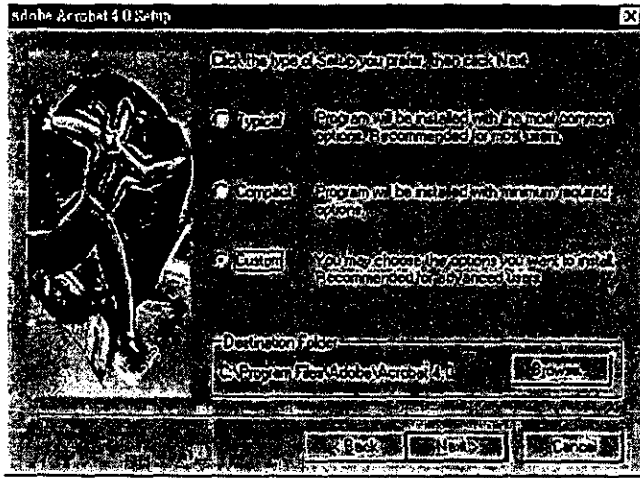 Adobe Acrobat 4.0 Setup
Click the type of Setup you prefer, then click Next.
Typical
Program will be installed with the most common
options. Recommended for most users.
Compact
Program will be installed with minimum required
options.
Custom
You may choose the options you want to install.
Recommended for advanced users.
Destination Folder
C:\Program Files\Adobe\Acrobat 4.0
Browse...
< Back
Next >
Cancel